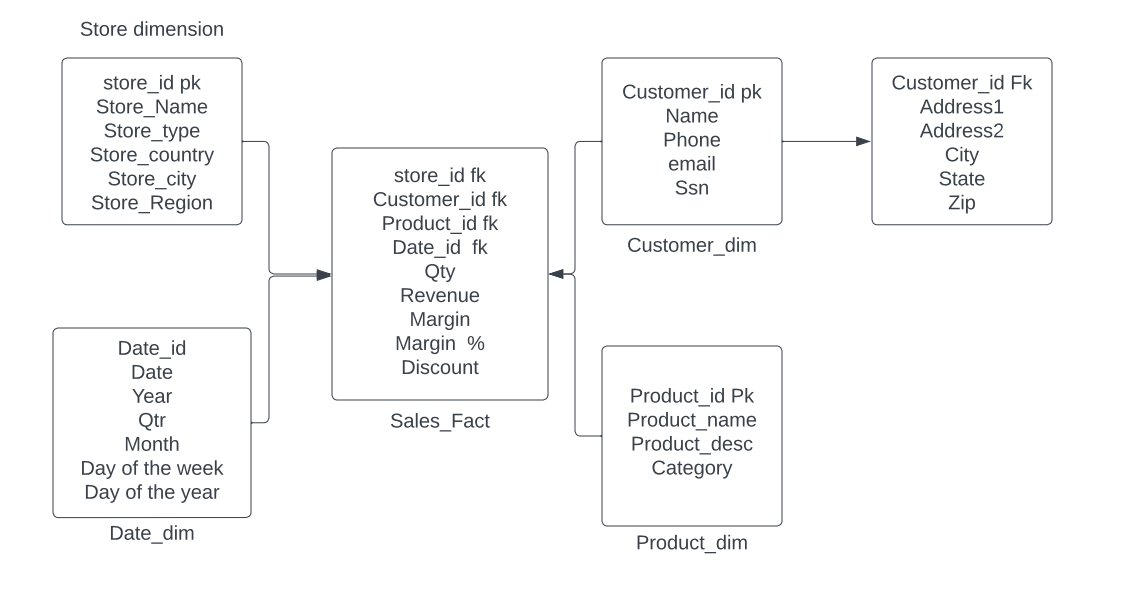 Store dimension
store_id pk
Store_Name
Store_type
Store_country
Store_city
Store_Region
Date_id
Date
Year
Qtr
Month
Day of the week
Day of the year
Date_dim
store_id fk
Customer_id fk
Product_id fk
Date_id  fk
Qty
Revenue
Margin
Margin  %
Discount
Sales_Fact
Customer_id pk
Name
Phone
email
Ssn
Customer_dim
Product_id Pk
Product_name
Product_desc
Category
Product_dim
Customer_id Fk
Address1
Address2
City
State
Zip